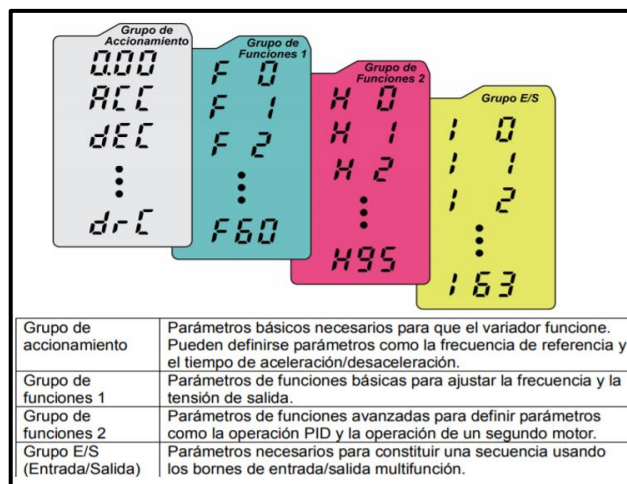 Grupo de
Accionamiento
0.00
ACC
dEC
drC
Grupo de
Funciones 1
F 0
F 1
F 2
F60
Grupo de
Funciones 2
H 0
H 1
H 2
H95
Grupo E/S
I 0
I 1
I 2
I 63
Grupo de
accionamiento
Parámetros básicos necesarios para que el variador funcione.
Pueden definirse parámetros como la frecuencia de referencia y
el tiempo de aceleración/desaceleración.
Grupo de
funciones 1
Parámetros de funciones básicas para ajustar la frecuencia y la
tensión de salida.
Grupo de
funciones 2
Parámetros de funciones avanzadas para definir parámetros
como la operación PID y la operación de un segundo motor.
Grupo E/S
(Entrada/Salida)
Parámetros necesarios para constituir una secuencia usando
los bornes de entrada/salida multifunción.